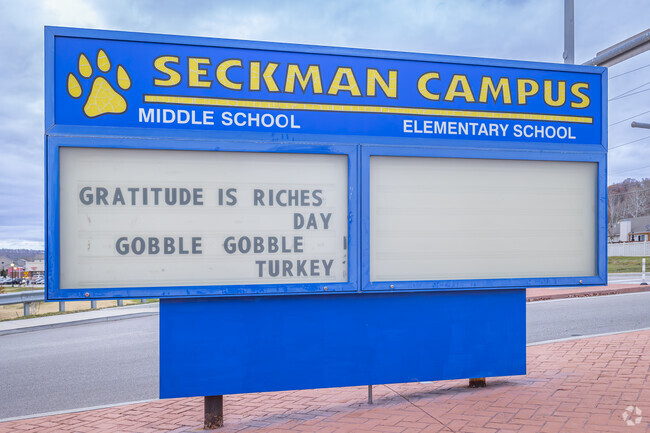 SECKMAN CAMPUS
MIDDLE SCHOOL
ELEMENTARY SCHOOL
GRATITUDE IS RICHES
DAY
GOBBLE GOBBLE
TURKEY